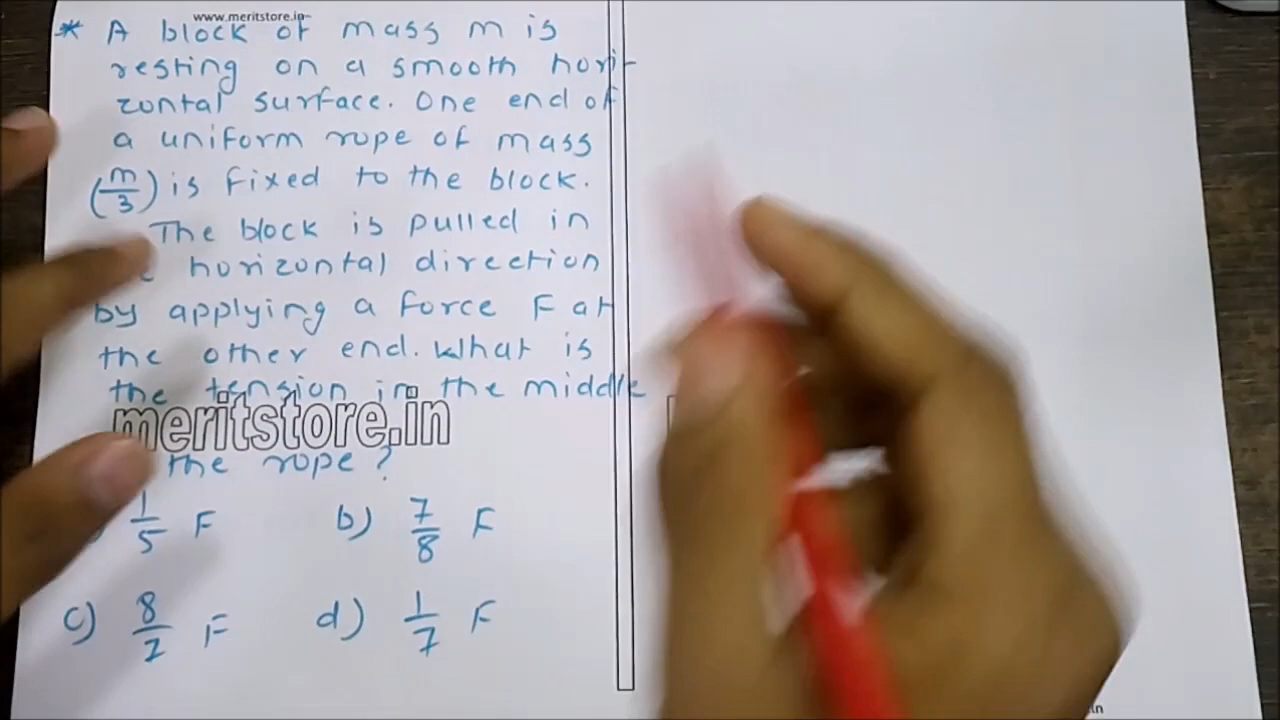 www.meritstore.in
* A block of mass m is
resting on a smooth hori-
zontal surface. One end of
a uniform rope of mass
(m/3) is fixed to the block.
The block is pulled in
horizontal direction
by applying a force F at
the other end. What is
the tension in the middle
meritstore.in
the rope?
1/5 F b) 7/8 F
c) 8/7 F d) 1/7 F